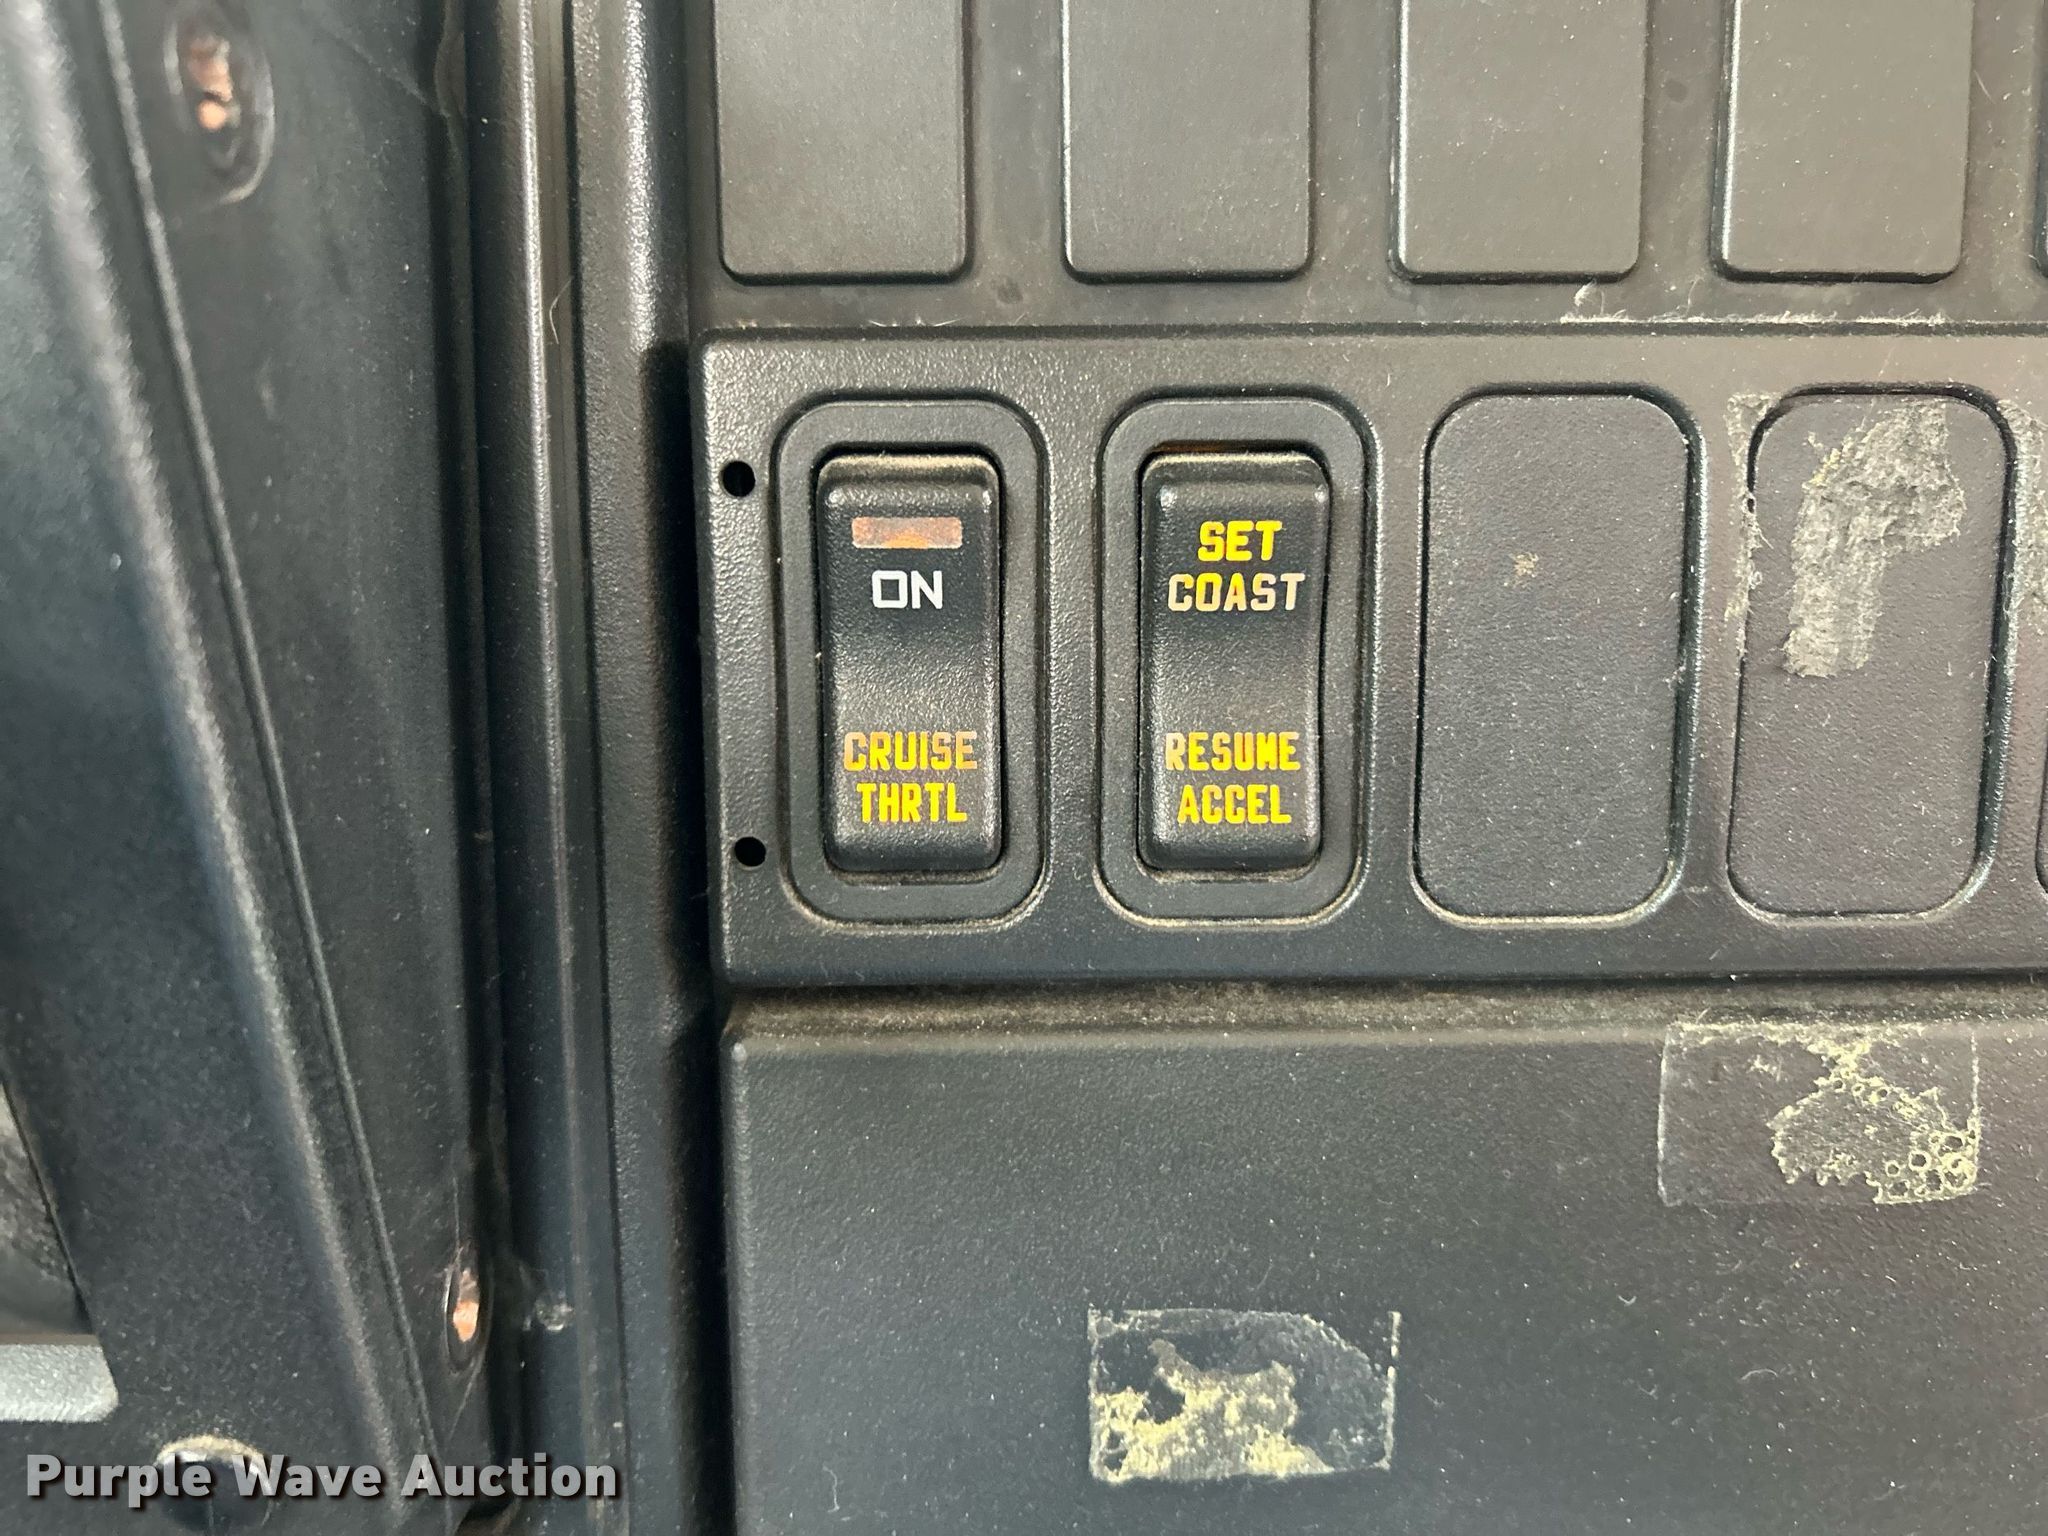 ON
CRUISE
THRTL
SET
COAST
RESUME
ACCEL
Purple Wave Auction